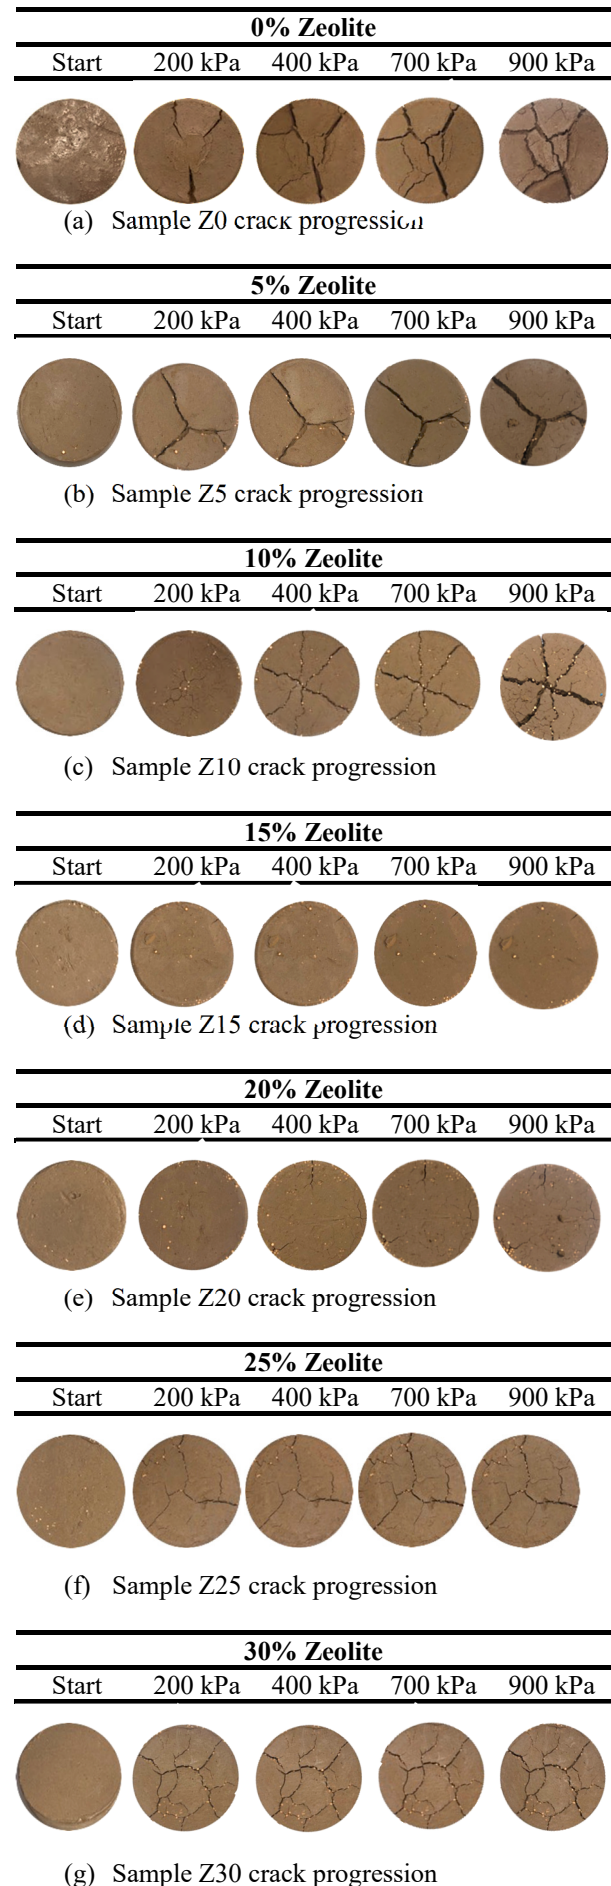 0% Zeolite
Start 200 kPa 400 kPa 700 kPa 900 kPa
(a) Sample Z0 crack progression
5% Zeolite
Start 200 kPa 400 kPa 700 kPa 900 kPa
(b) Sample Z5 crack progression
10% Zeolite
Start 200 kPa 400 kPa 700 kPa 900 kPa
(c) Sample Z10 crack progression
15% Zeolite
Start 200 kPa 400 kPa 700 kPa 900 kPa
(d) Sample Z15 crack progression
20% Zeolite
Start 200 kPa 400 kPa 700 kPa 900 kPa
(e) Sample Z20 crack progression
25% Zeolite
Start 200 kPa 400 kPa 700 kPa 900 kPa
(f) Sample Z25 crack progression
30% Zeolite
Start 200 kPa 400 kPa 700 kPa 900 kPa
(g) Sample Z30 crack progression